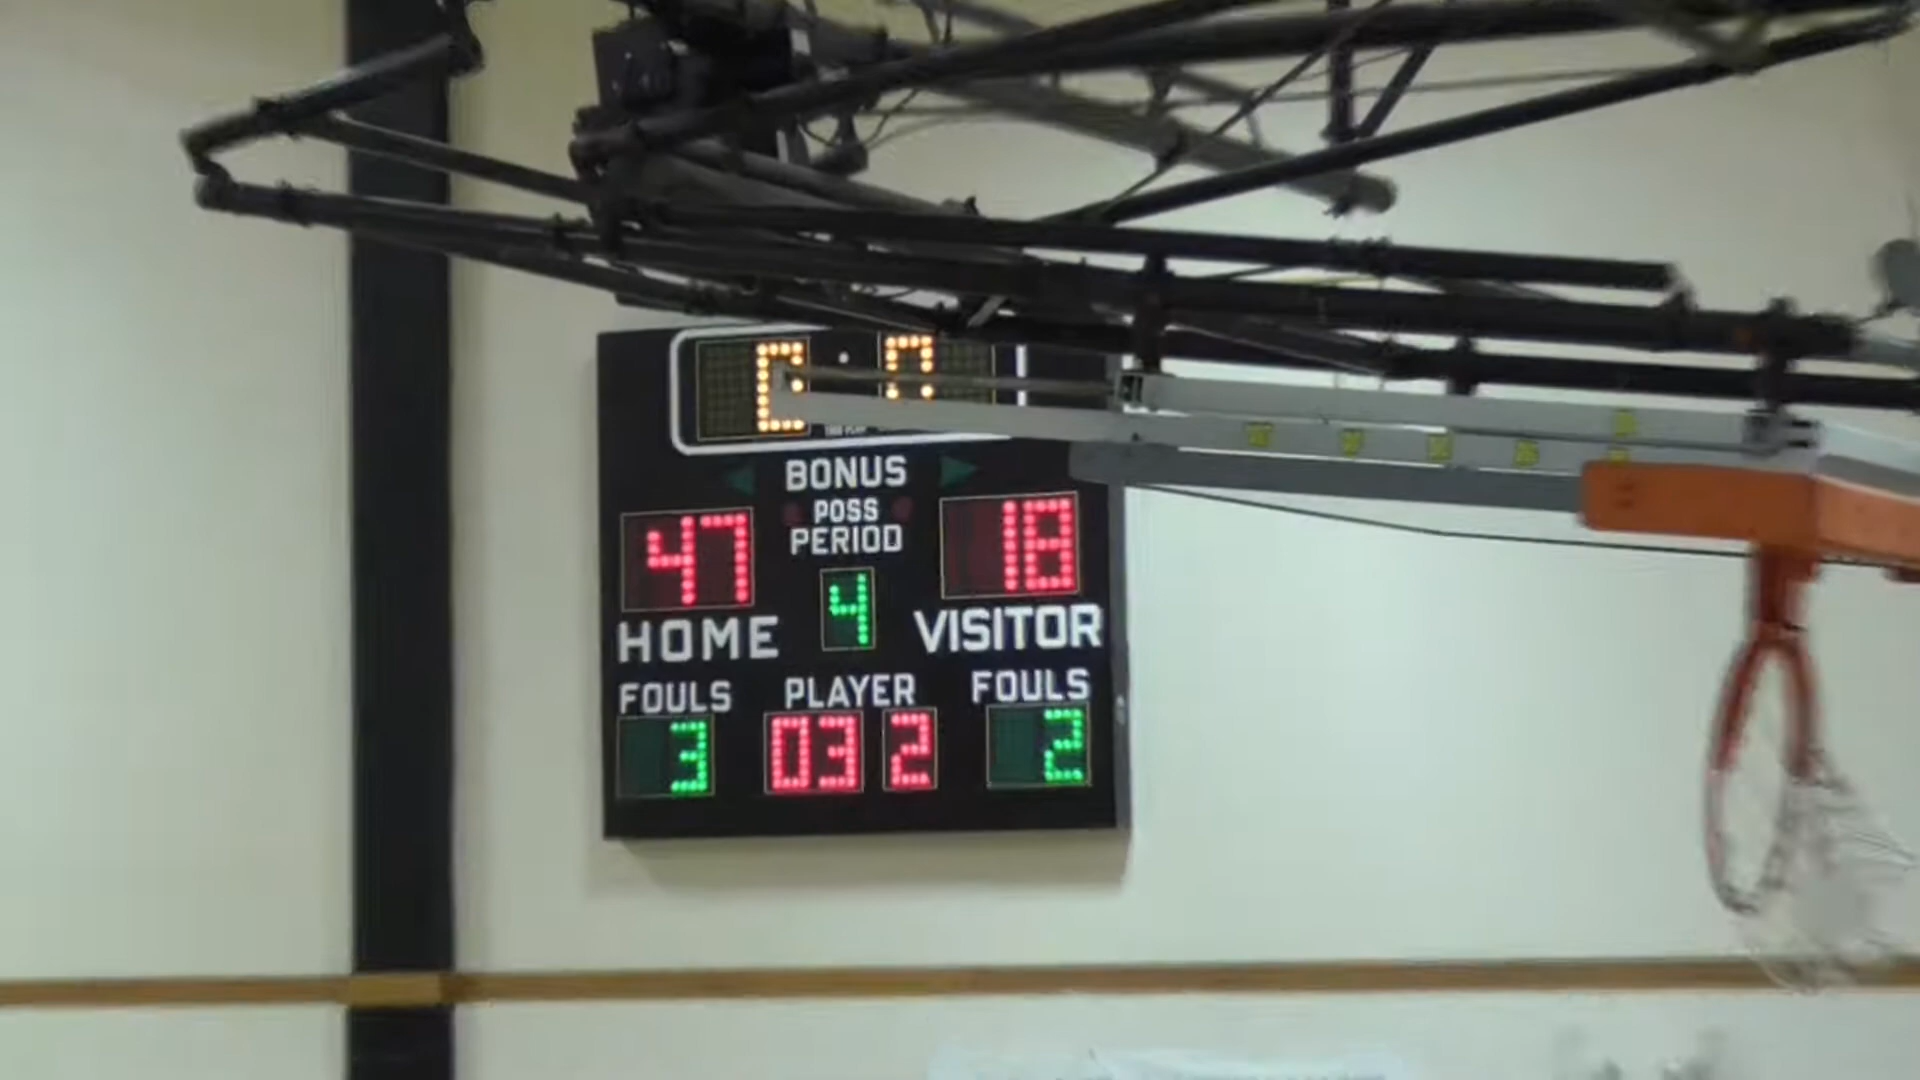 BONUS
POSS
PERIOD
47 18
4
HOME VISITOR
FOULS PLAYER FOULS
3 03 2 2